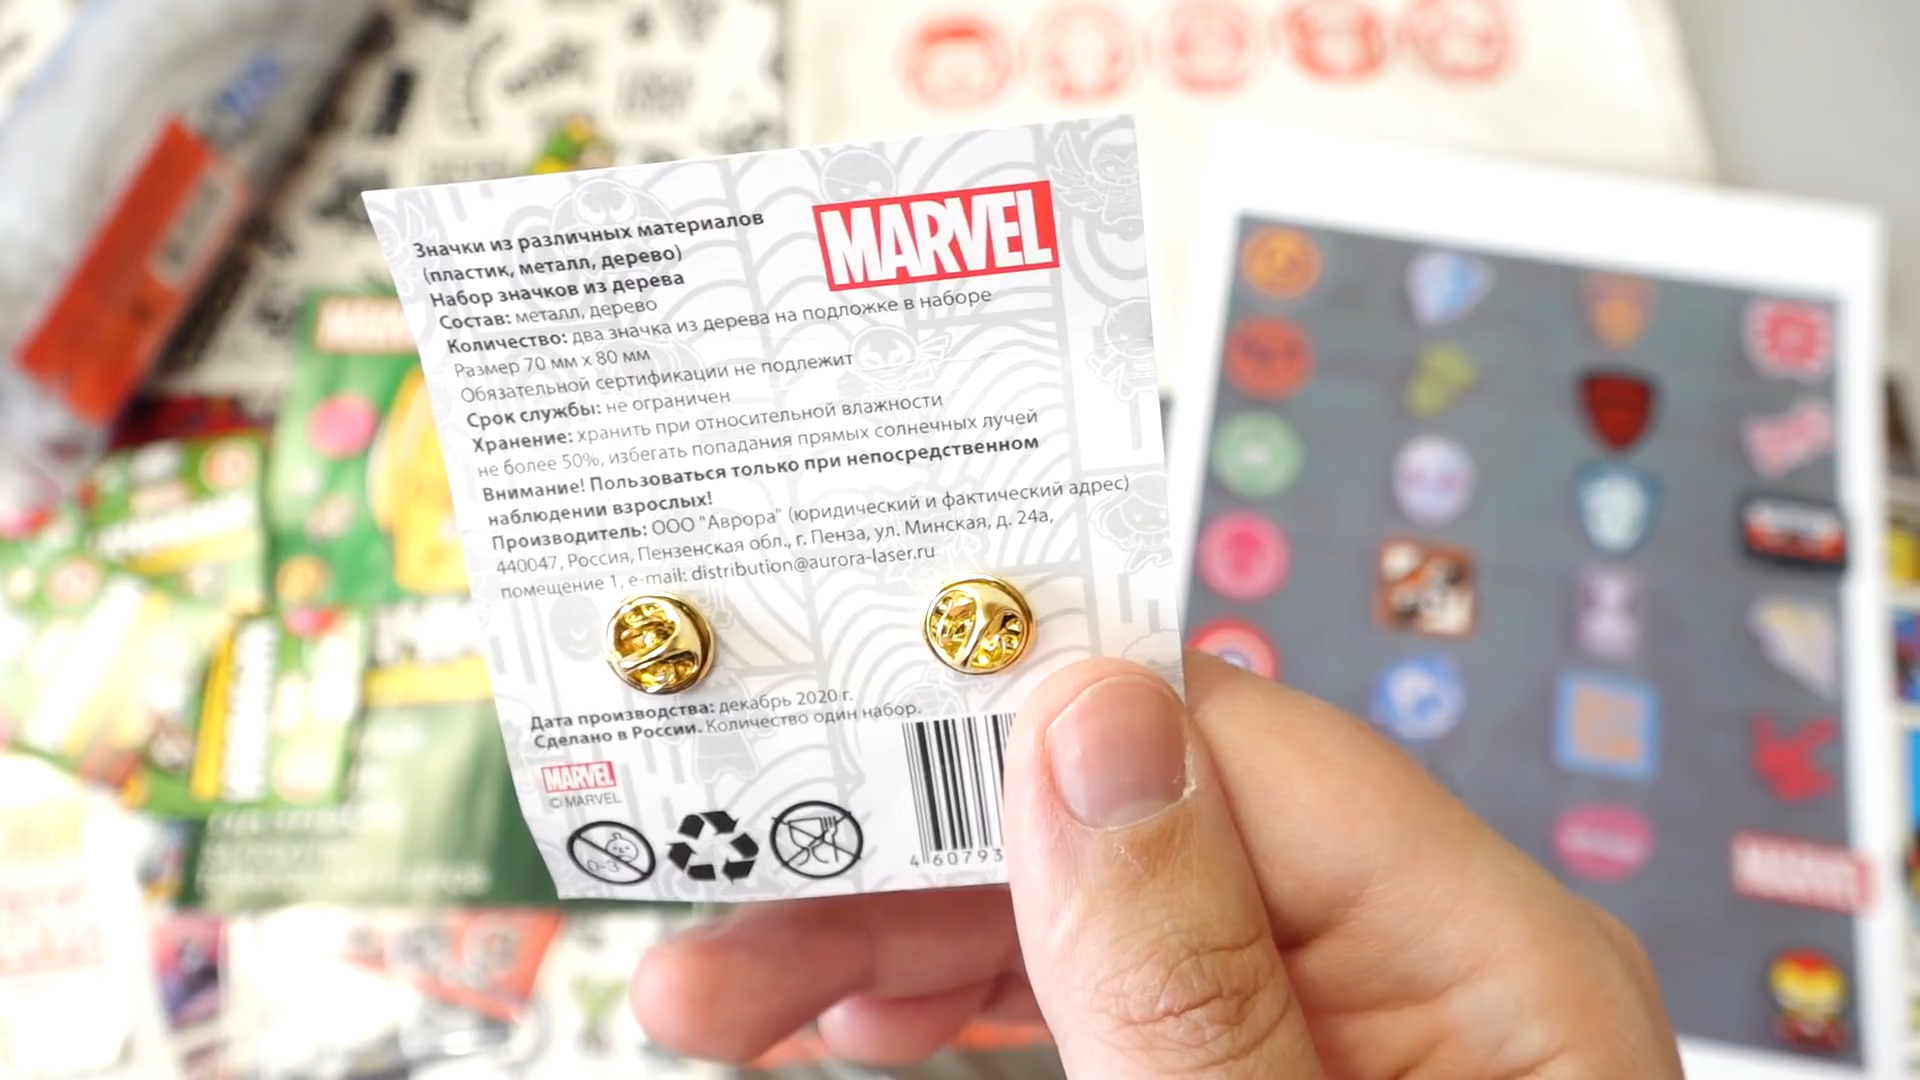 MARVEL
Значки из различных материалов
(пластик, металл, дерево)
Набор значков из дерева
Состав: металл, дерево
Количество: два значка из дерева на подложке в наборе
Размер 70 мм х 80 мм
Обязательной сертификации не подлежит
Срок службы: не ограничен
Хранение: хранить при относительной влажности
не более 50%, избегать попадания прямых солнечных лучей
Внимание! Пользоваться только при непосредственном
наблюдении взрослых!
Производитель: ООО "Аврора" (юридический и фактический адрес)
440047, Россия, Пензенская обл., г. Пенза, ул. Минская, д. 24а,
помещение 1, e-mail: distribution@aurora-laser.ru
Дата производства: декабрь 2020 г.
Сделано в России. Количество один набор.
MARVEL
© MARVEL
0-3
4 60793
MARVEL